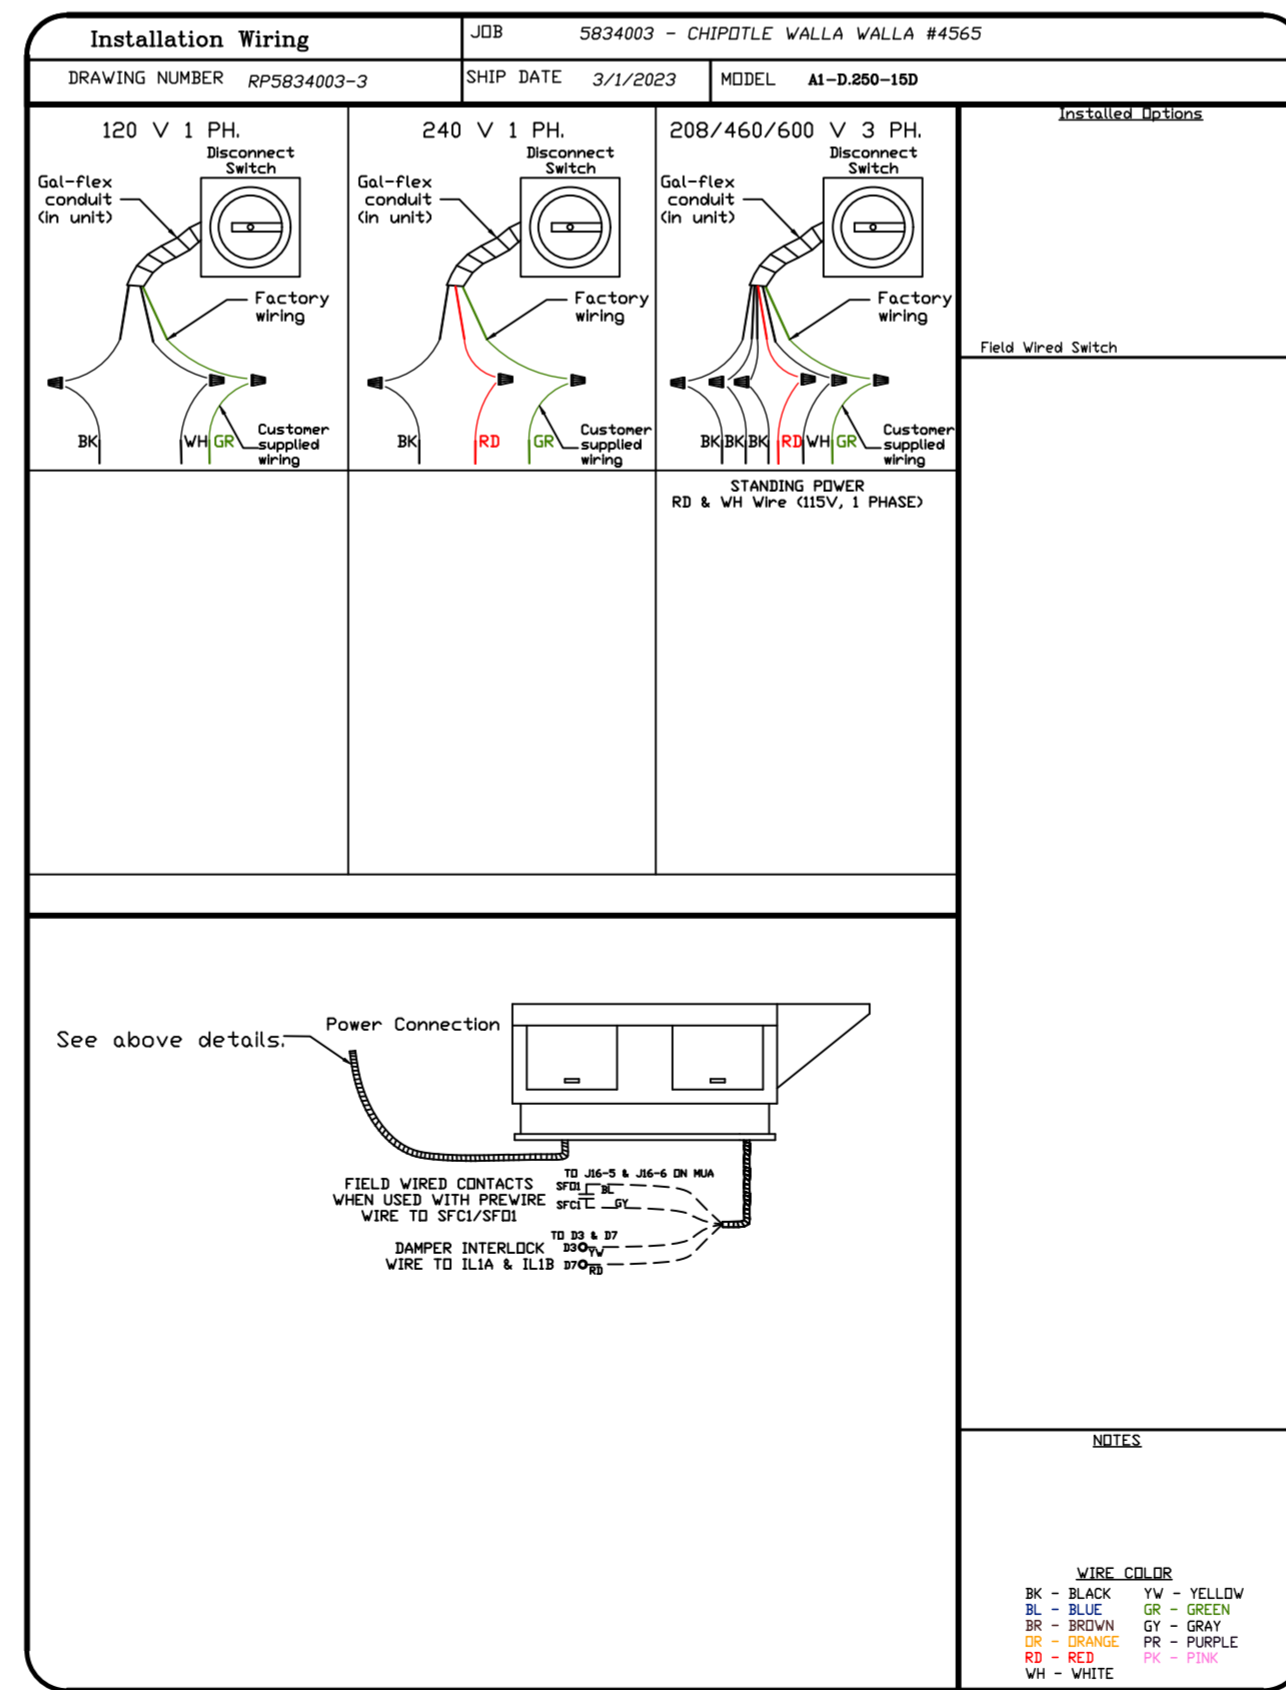 Installation Wiring
JOB 5834003 - CHIPOTLE WALLA WALLA #4565
DRAWING NUMBER RP5834003-3
SHIP DATE 3/1/2023
MODEL A1-D.250-15D
120 V 1 PH.
Disconnect
Switch
Gal-flex
conduit
(in unit)
Factory
wiring
BK
WH
GR
Customer
supplied
wiring
240 V 1 PH.
Disconnect
Switch
Gal-flex
conduit
(in unit)
Factory
wiring
BK
RD
GR
Customer
supplied
wiring
208/460/600 V 3 PH.
Disconnect
Switch
Gal-flex
conduit
(in unit)
Factory
wiring
BK
BK
BK
RD
WH
GR
Customer
supplied
wiring
STANDING POWER
RD & WH Wire (115V, 1 PHASE)
Installed Options
Field Wired Switch
See above details.
Power Connection
FIELD WIRED CONTACTS
WHEN USED WITH PREWIRE
WIRE TO SFC1/SFO1
TO J16-5 & J16-6 ON MUA
SFO1
BL
SFC1
GY
DAMPER INTERLOCK
WIRE TO IL1A & IL1B
TO D3 & D7
D3
YW
D7
RD
NOTES
WIRE COLOR
BK - BLACK YW - YELLOW
BL - BLUE GR - GREEN
BR - BROWN GY - GRAY
OR - ORANGE PR - PURPLE
RD - RED PK - PINK
WH - WHITE